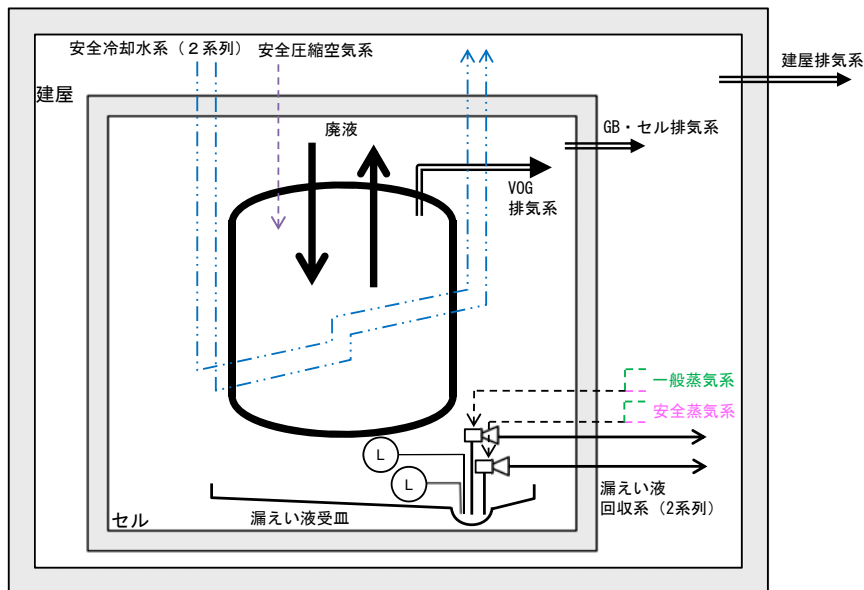 安全冷却水系(２系列)
安全圧縮空気系
建屋排気系
建屋
廃液
GB・セル排気系
VOG
排気系
一般蒸気系
安全蒸気系
L
L
漏えい液
回収系(2系列)
漏えい液受皿
セル